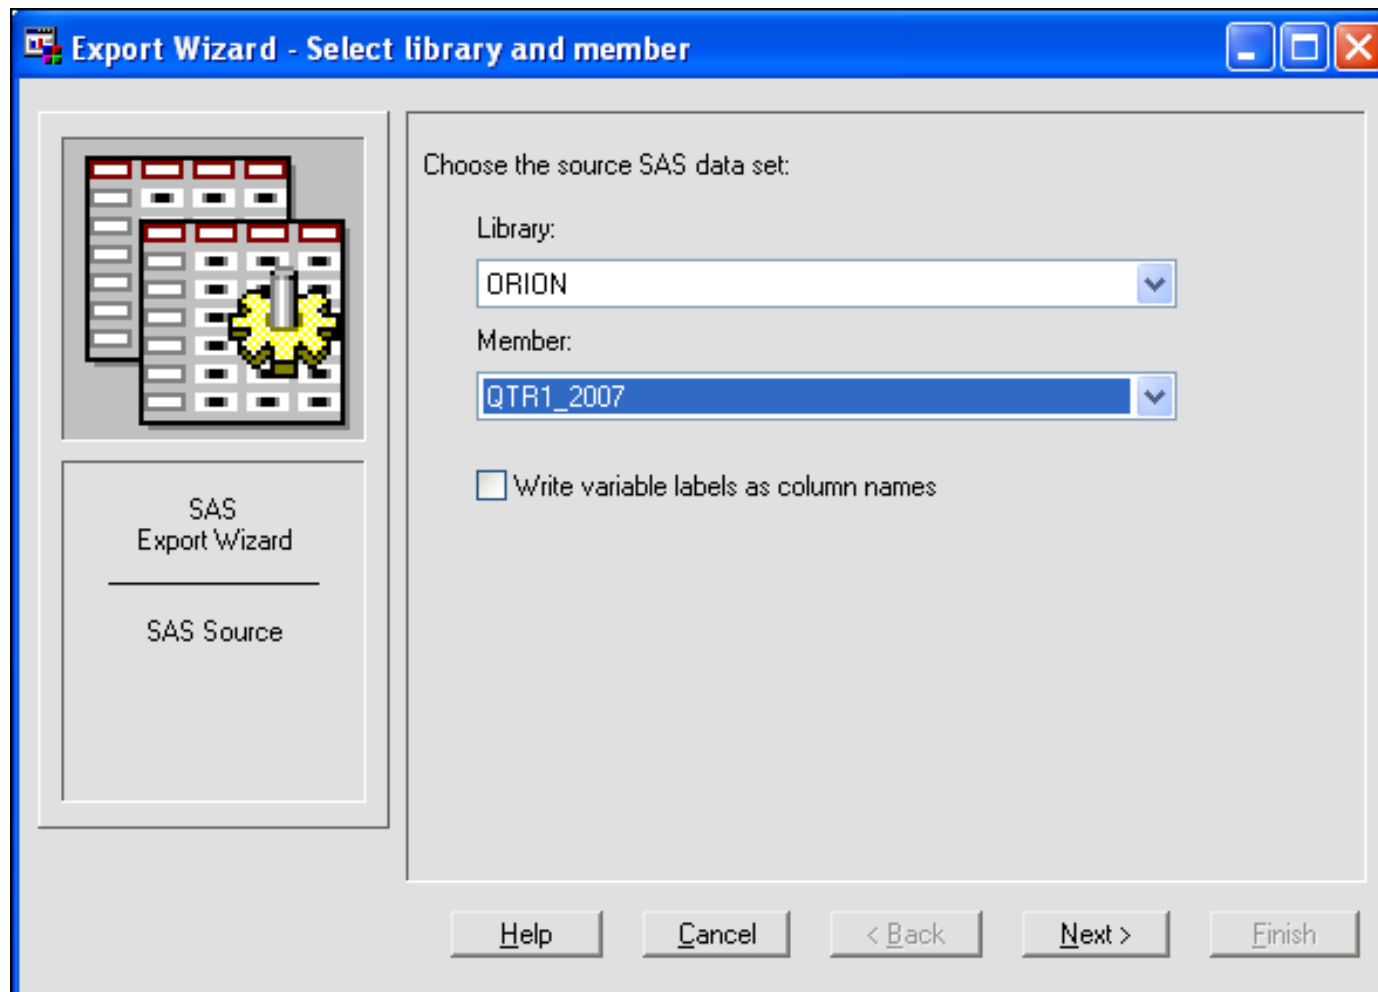 Export Wizard - Select library and member
SAS
Export Wizard
SAS Source
Choose the source SAS data set:
Library:
ORION
Member:
QTR1_2007
Write variable labels as column names
Help
Cancel
< Back
Next >
Finish